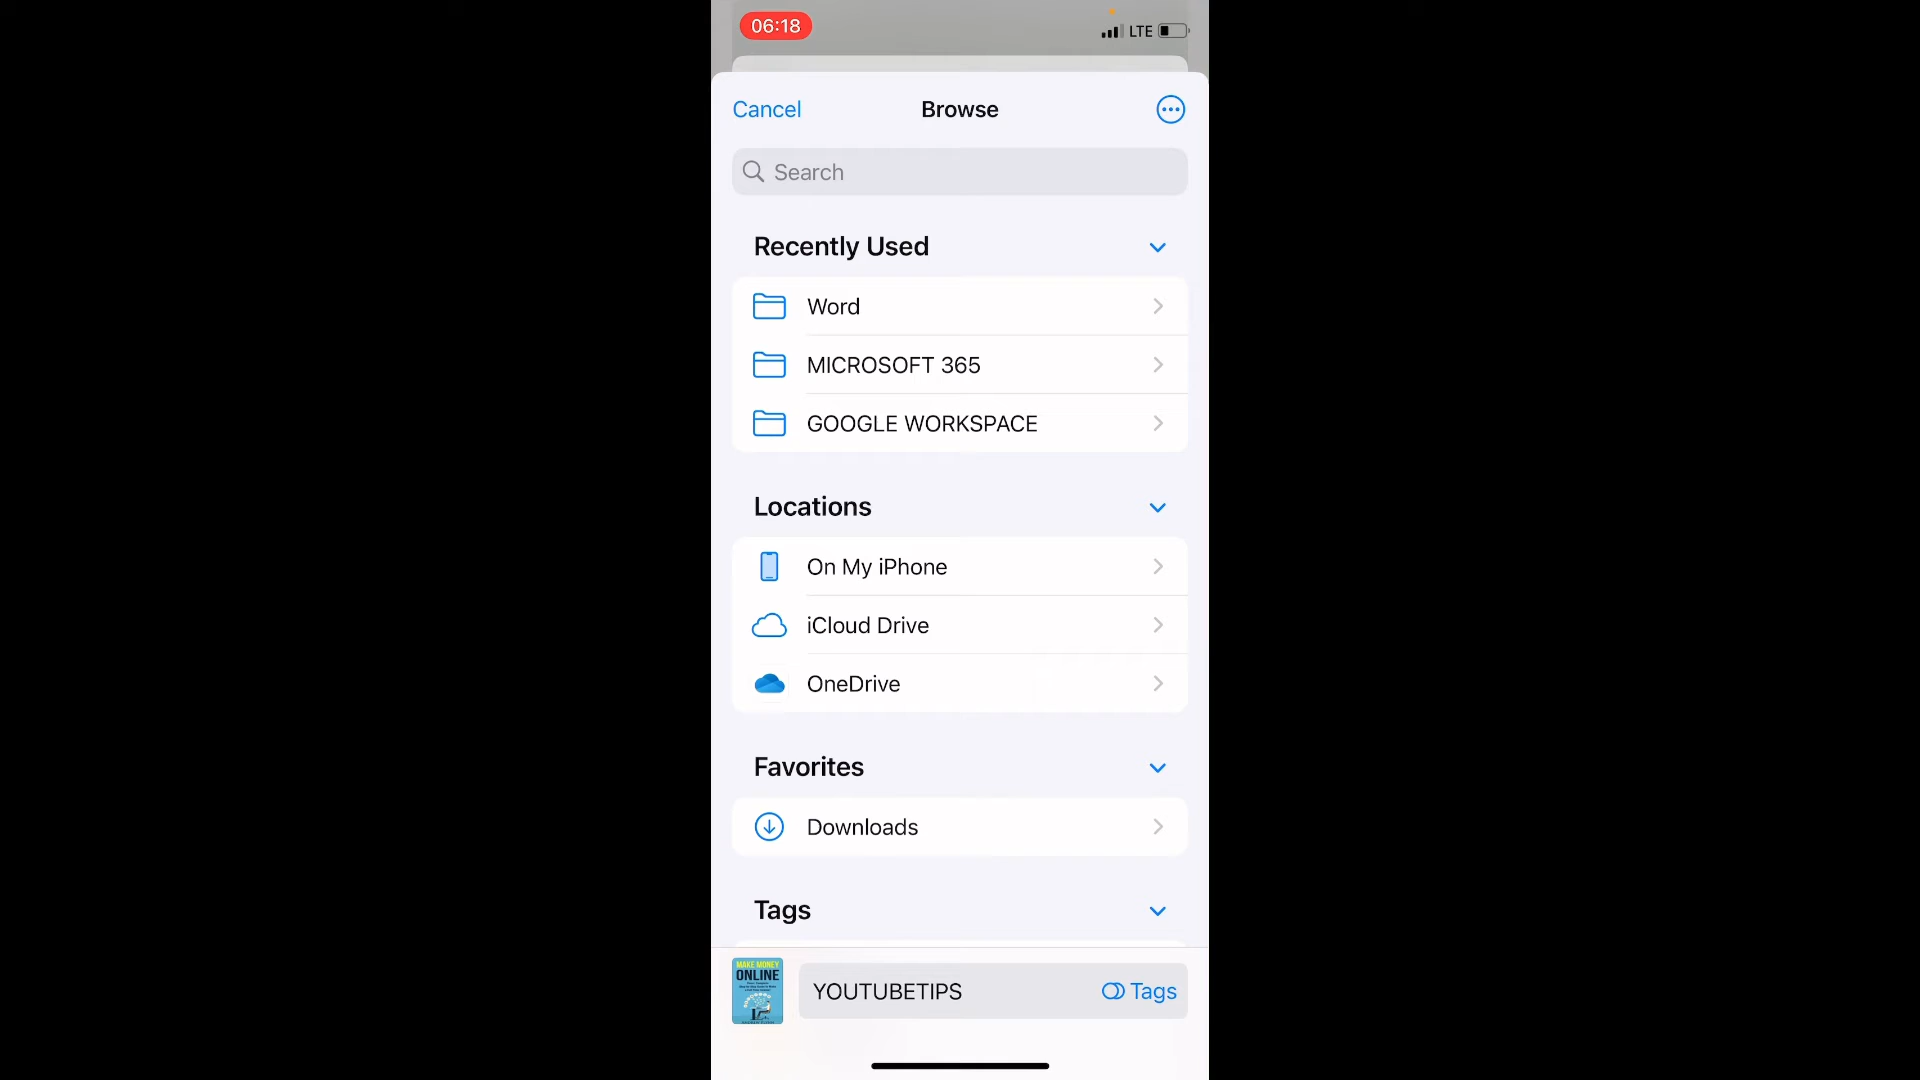 06:18
LTE
Cancel
Browse
Search
Recently Used
Word
MICROSOFT 365
GOOGLE WORKSPACE
Locations
On My iPhone
iCloud Drive
OneDrive
Favorites
Downloads
Tags
MAKE MONEY
ONLINE
YOUTUBETIPS
Tags